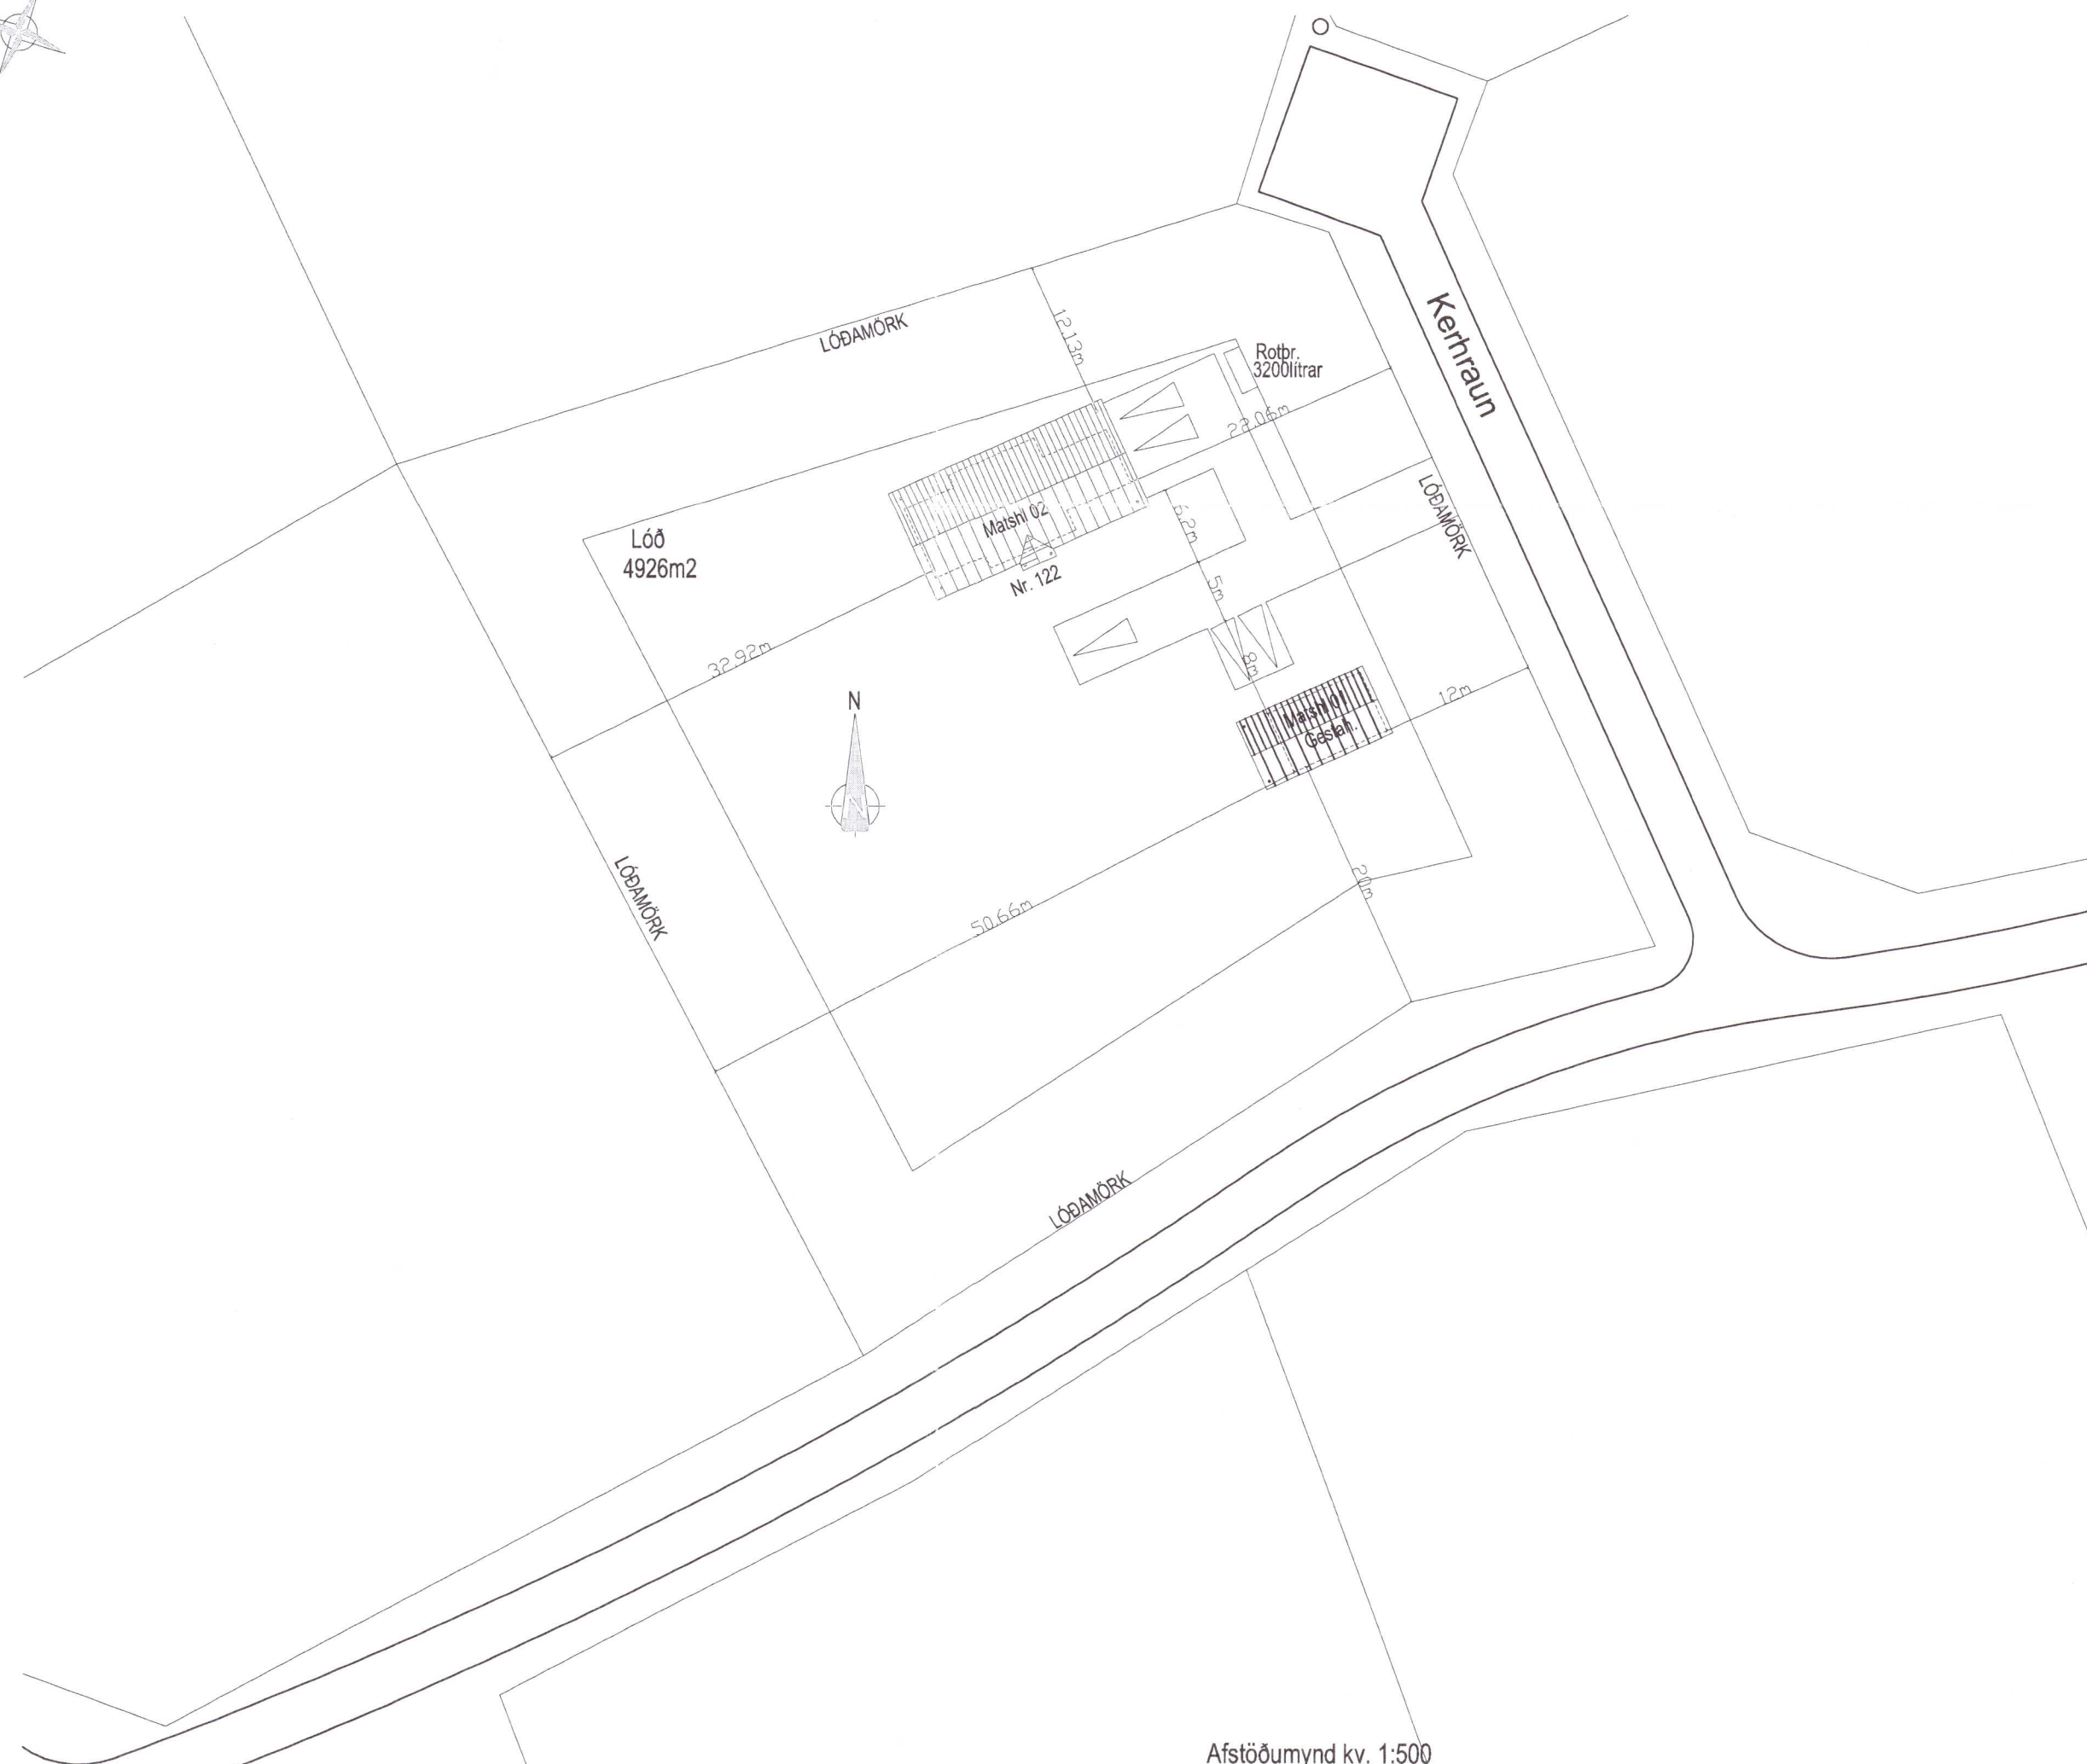 Kerhraun
LÓÐAMÖRK
12.13m
Rotþr.
3200lítrar
22.06m
LÓÐAMÖRK
Matshl 02
6.2m
Lóð
4926m2
Nr. 122
5m
32.92m
8m
N
12m
Matshl 01
Gestah.
LÓÐAMÖRK
20m
50.66m
LÓÐAMÖRK
Afstöðumynd kv. 1:500